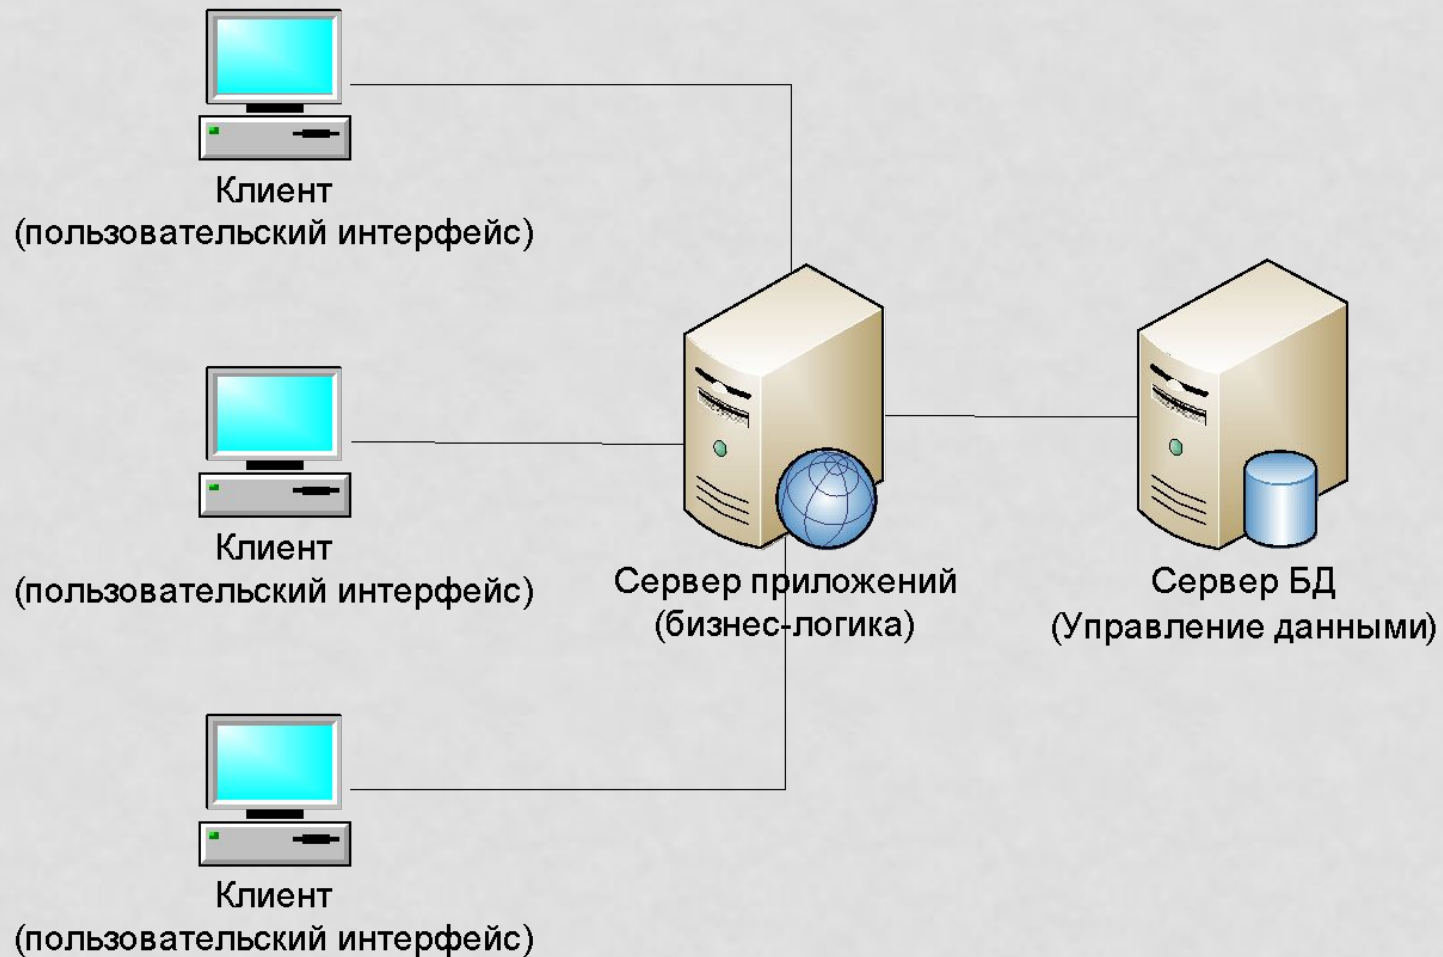 Клиент
(пользовательский интерфейс)
Клиент
(пользовательский интерфейс)
Сервер приложений
(бизнес-логика)
Сервер БД
(Управление данными)
Клиент
(пользовательский интерфейс)